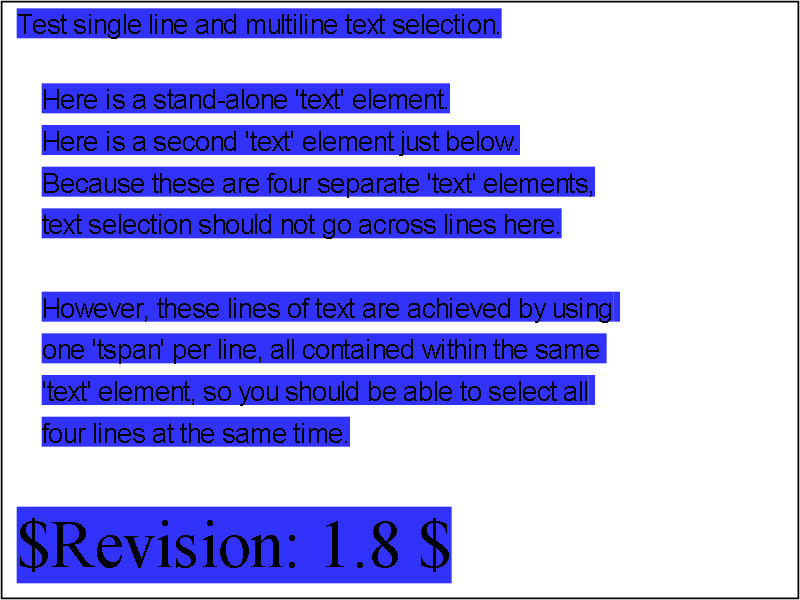 Test single line and multiline text selection.
Here is a stand-alone 'text' element.
Here is a second 'text' element just below.
Because these are four separate 'text' elements,
text selection should not go across lines here.
However, these lines of text are achieved by using
one 'tspan' per line, all contained within the same
'text' element, so you should be able to select all
four lines at the same time.
$Revision: 1.8 $